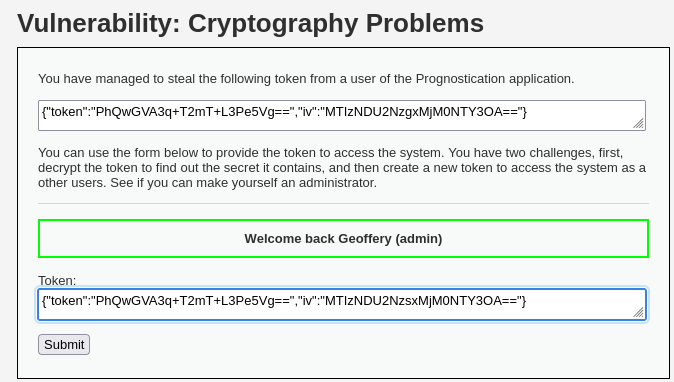 Vulnerability: Cryptography Problems
You have managed to steal the following token from a user of the Prognostication application.
{"token":"PhQwGVA3q+T2mT+L3Pe5Vg==","iv":"MTIzNDU2NzgxMjM0NTY3OA=="}
You can use the form below to provide the token to access the system. You have two challenges, first,
decrypt the token to find out the secret it contains, and then create a new token to access the system as a
other users. See if you can make yourself an administrator.
Welcome back Geoffery (admin)
Token:
{"token":"PhQwGVA3q+T2mT+L3Pe5Vg==","iv":"MTIzNDU2NzsxMjM0NTY3OA=="}
Submit